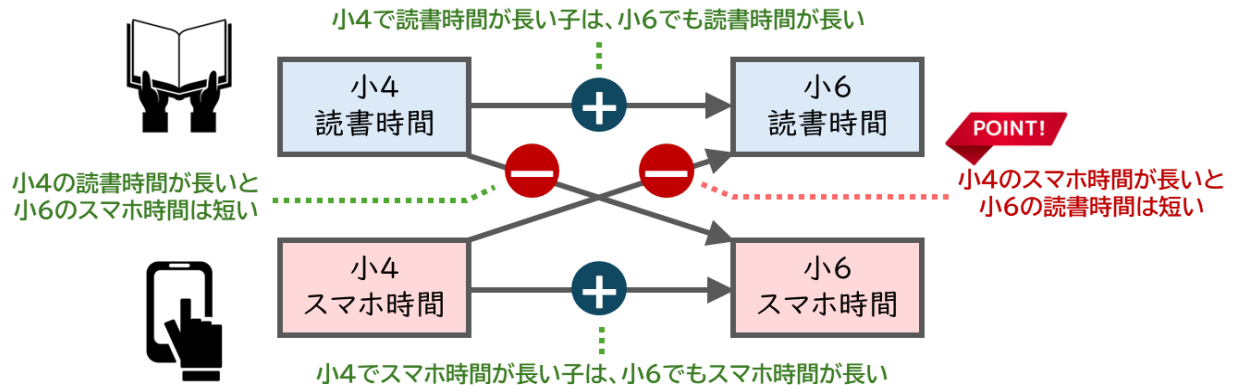 小4で読書時間が長い子は、小6でも読書時間が長い
小4
読書時間
小6
読書時間
POINT!
小4の読書時間が長いと
小6のスマホ時間は短い
小4のスマホ時間が長いと
小6の読書時間は短い
小4
スマホ時間
小6
スマホ時間
小4でスマホ時間が長い子は、小6でもスマホ時間が長い